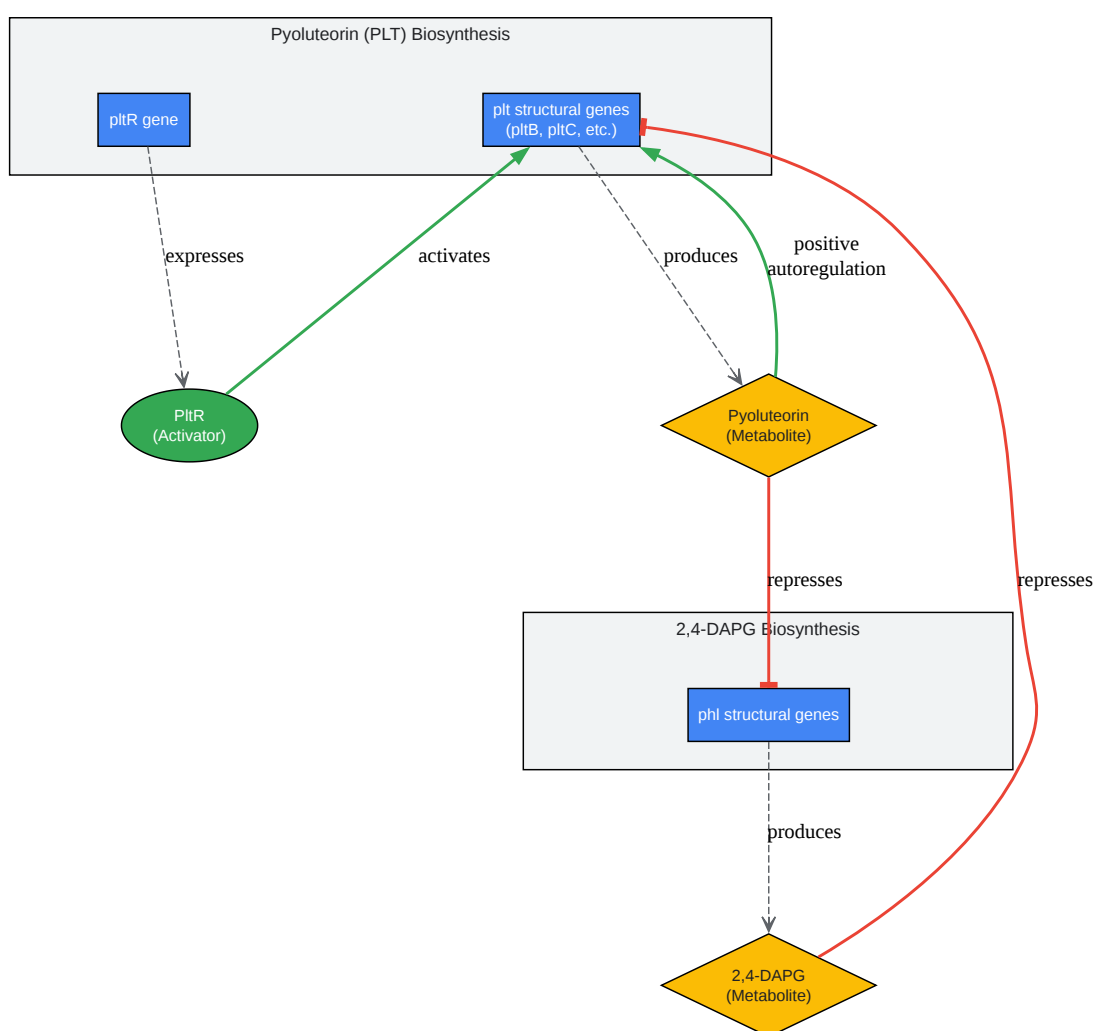 Pyoluteorin (PLT) Biosynthesis
pltR gene
plt structural genes
(pltB, pltC, etc.)
expresses
activates
produces
positive
autoregulation
PltR
(Activator)
Pyoluteorin
(Metabolite)
represses
represses
2,4-DAPG Biosynthesis
phl structural genes
produces
2,4-DAPG
(Metabolite)